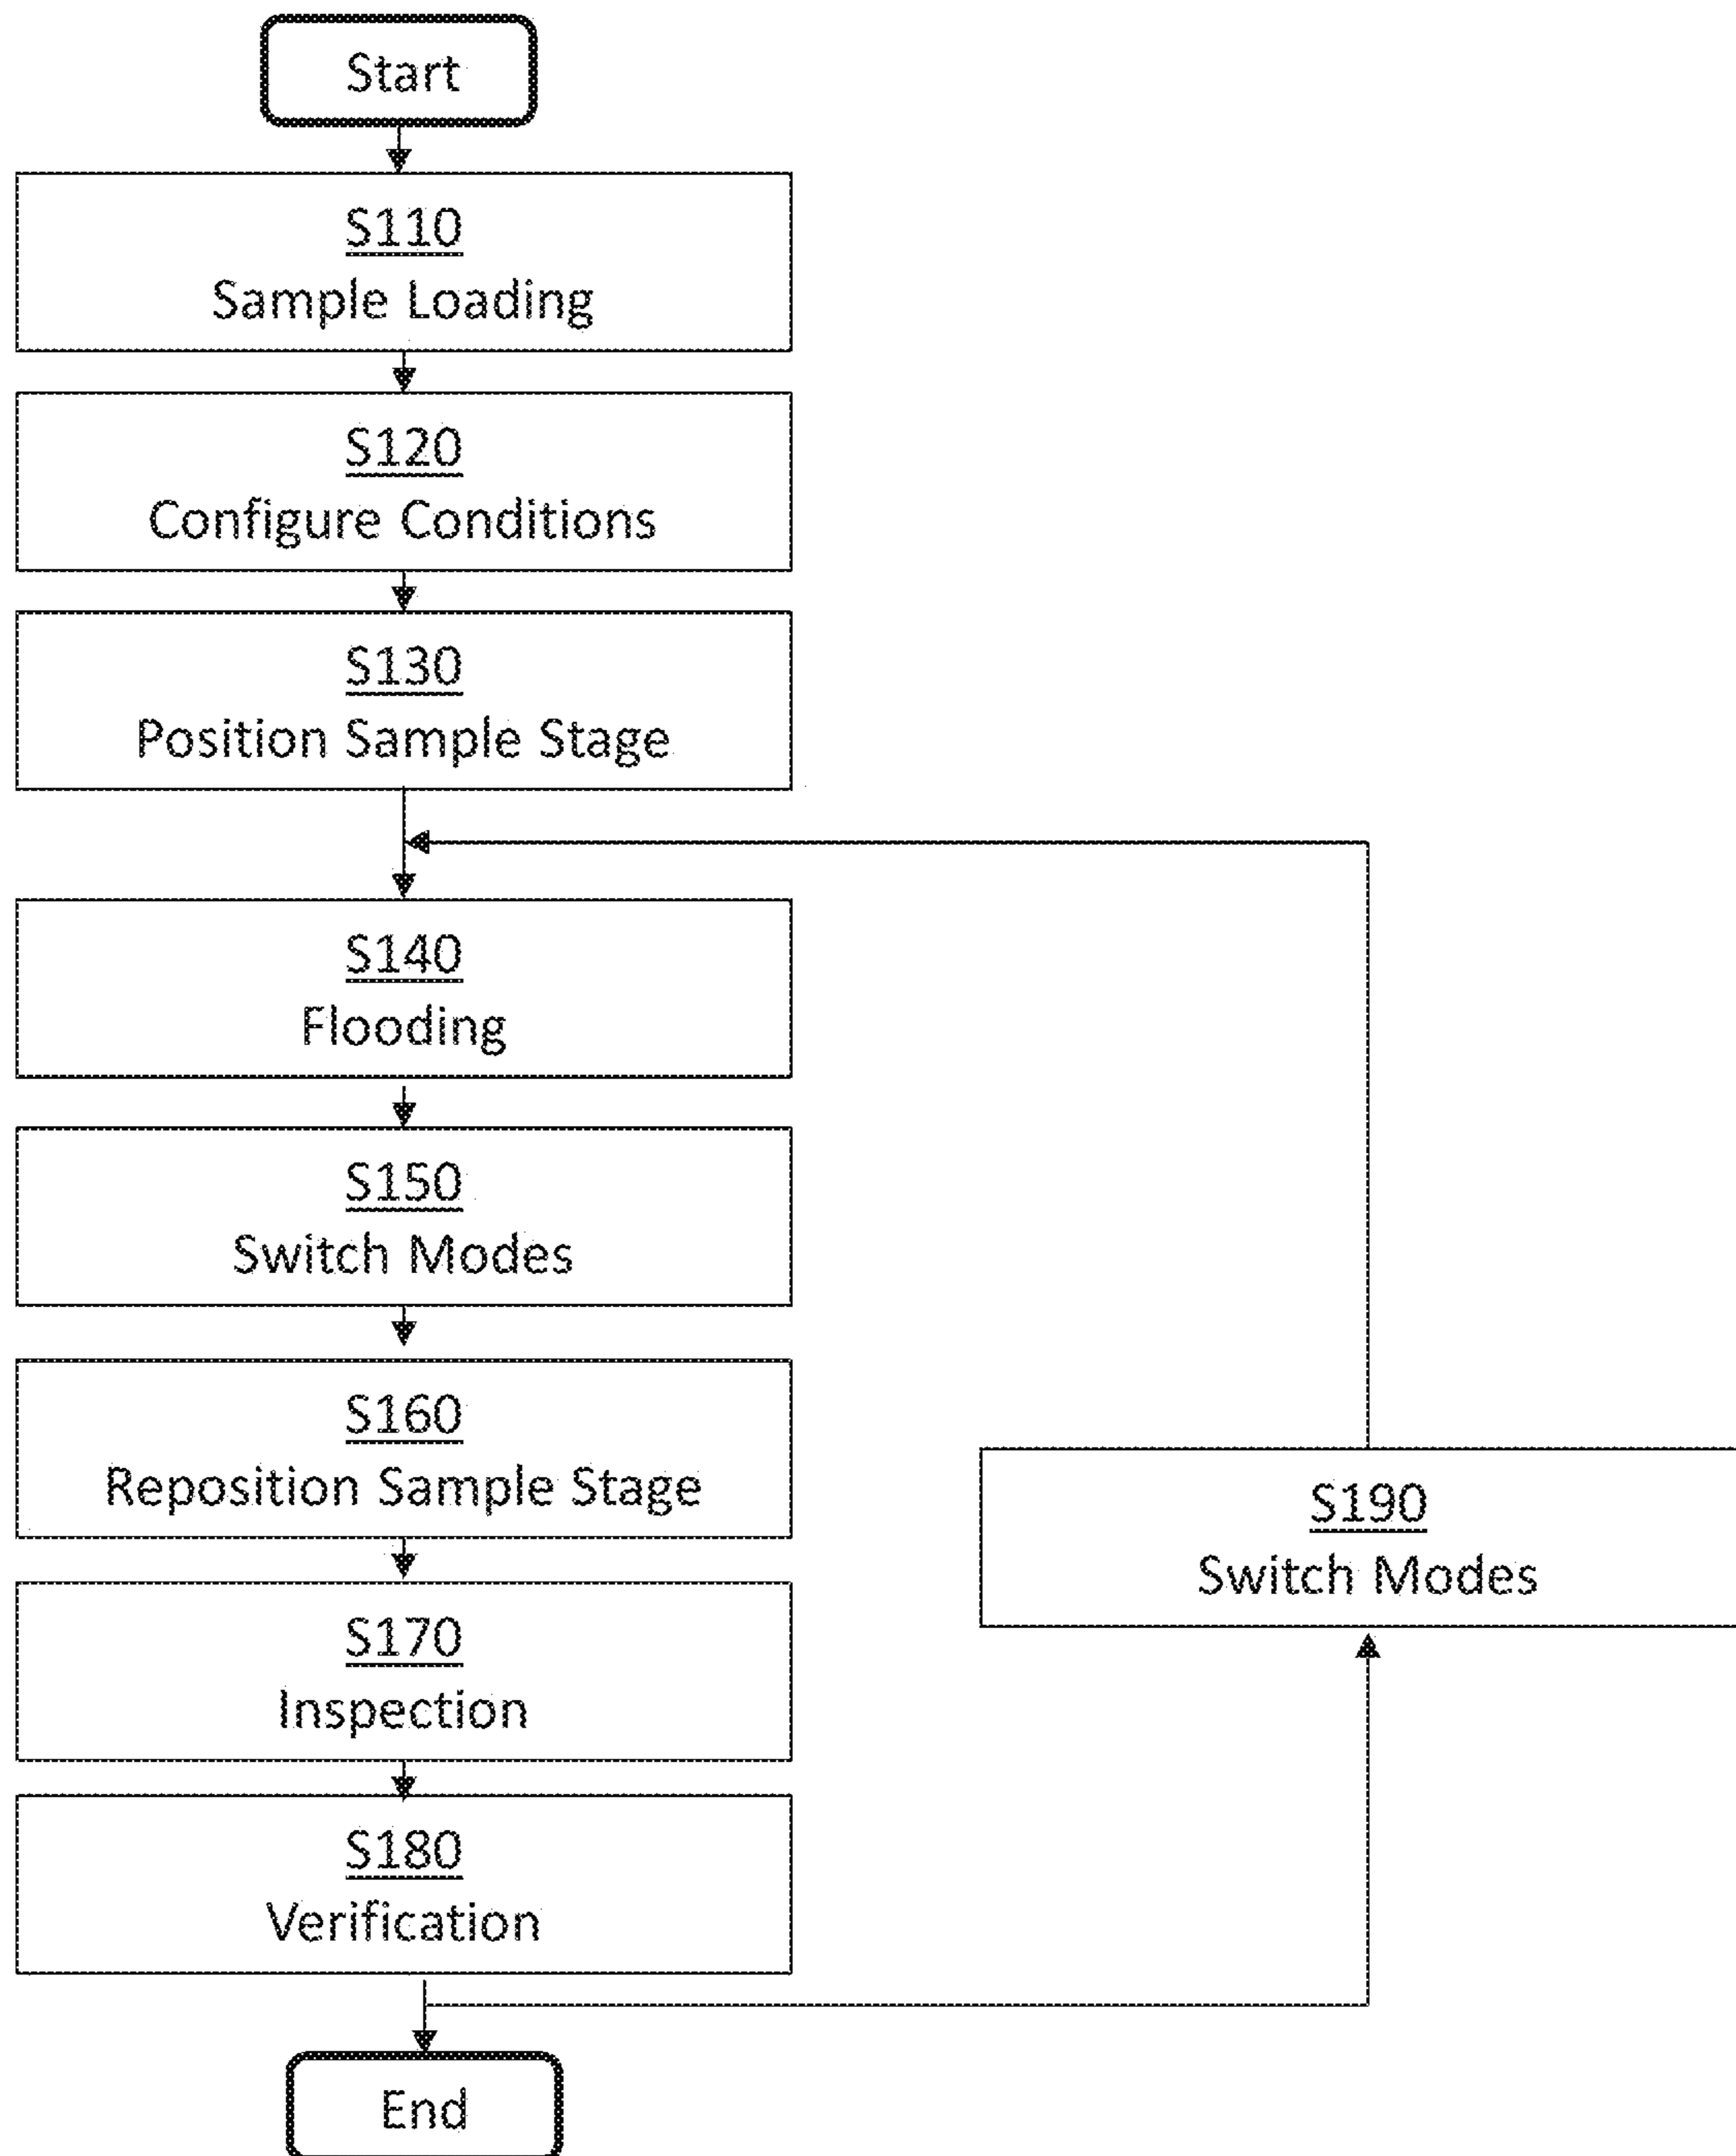 Start
S110
Sample Loading
S120
Configure Conditions
S130
Position Sample Stage
S140
Flooding
S150
Switch Modes
S160
Reposition Sample Stage
S170
Inspection
S180
Verification
S190
Switch Modes
End